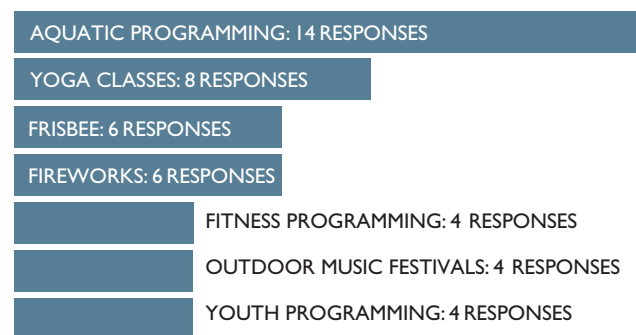 AQUATIC PROGRAMMING: 14 RESPONSES
YOGA CLASSES: 8 RESPONSES
FRISBEE: 6 RESPONSES
FIREWORKS: 6 RESPONSES
FITNESS PROGRAMMING: 4 RESPONSES
OUTDOOR MUSIC FESTIVALS: 4 RESPONSES
YOUTH PROGRAMMING: 4 RESPONSES